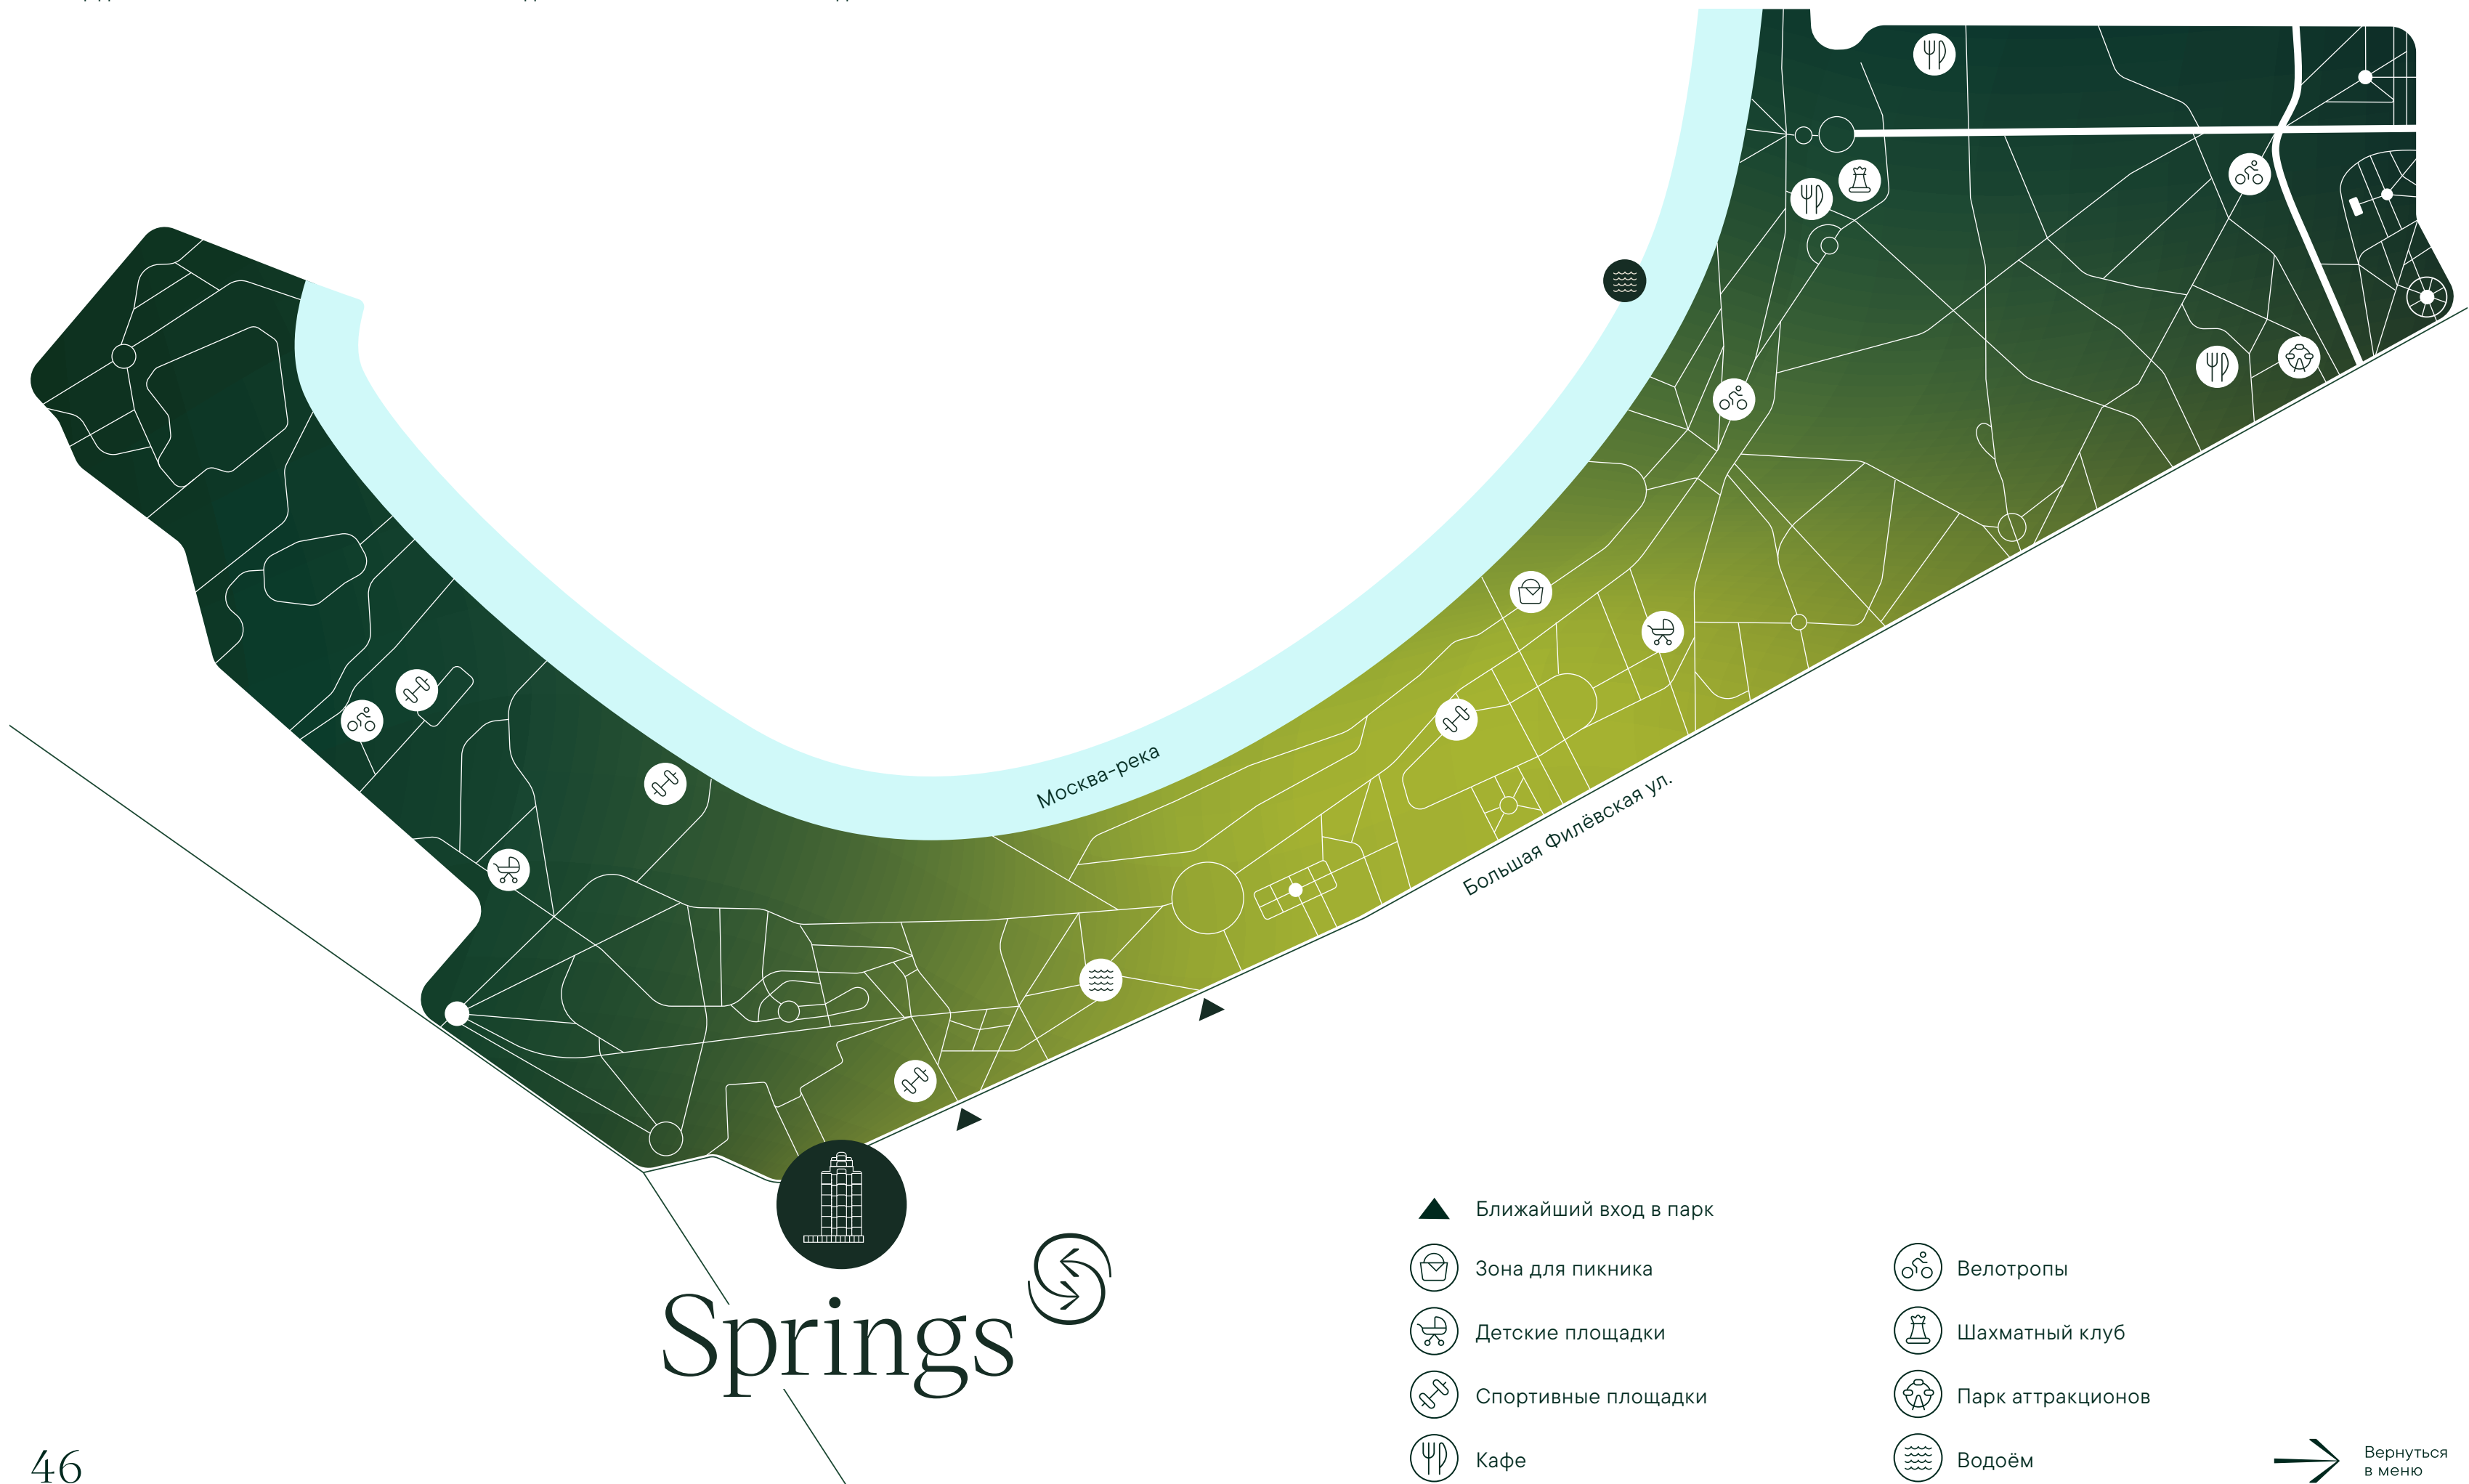 Москва-река
Большая Филёвская ул.
Springs
Ближайший вход в парк
Зона для пикника
Детские площадки
Спортивные площадки
Кафе
Велотропы
Шахматный клуб
Парк аттракционов
Водоём
46
Вернуться
в меню